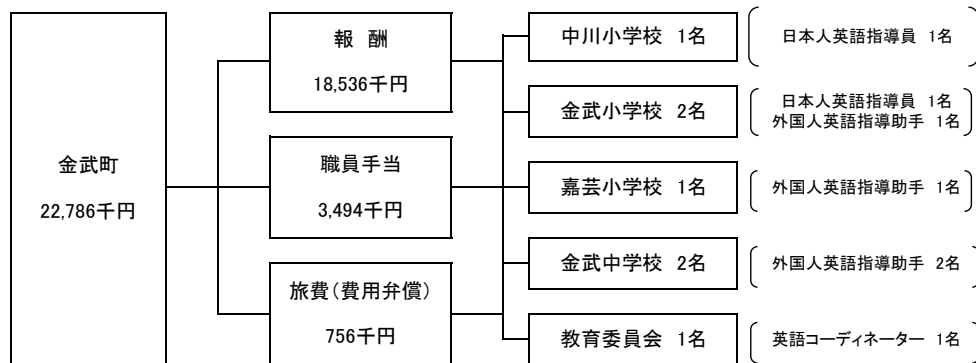 金武町
22,786千円
報 酬
18,536千円
職員手当
3,494千円
旅費(費用弁償)
756千円
中川小学校 1名
日本人英語指導員 1名
金武小学校 2名
日本人英語指導員 1名
外国人英語指導助手 1名
嘉芸小学校 1名
外国人英語指導助手 1名
金武中学校 2名
外国人英語指導助手 2名
教育委員会 1名
英語コーディネーター 1名